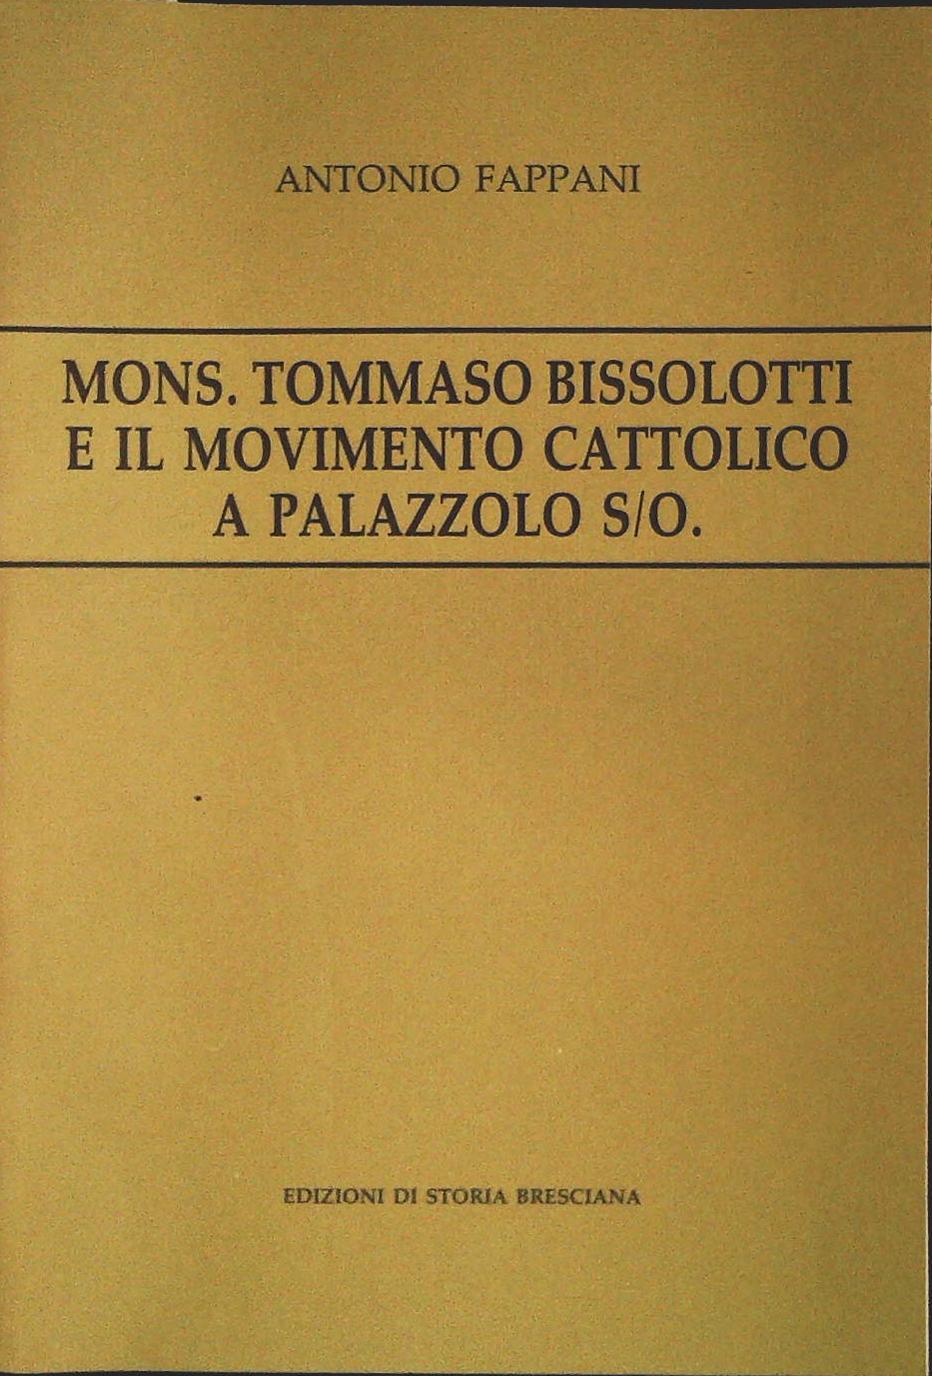 ANTONIO FAPPANI
MONS. TOMMASO BISSOLOTTI
E IL MOVIMENTO CATTOLICO
A PALAZZOLO S/O.
EDIZIONI DI STORIA BRESCIANA